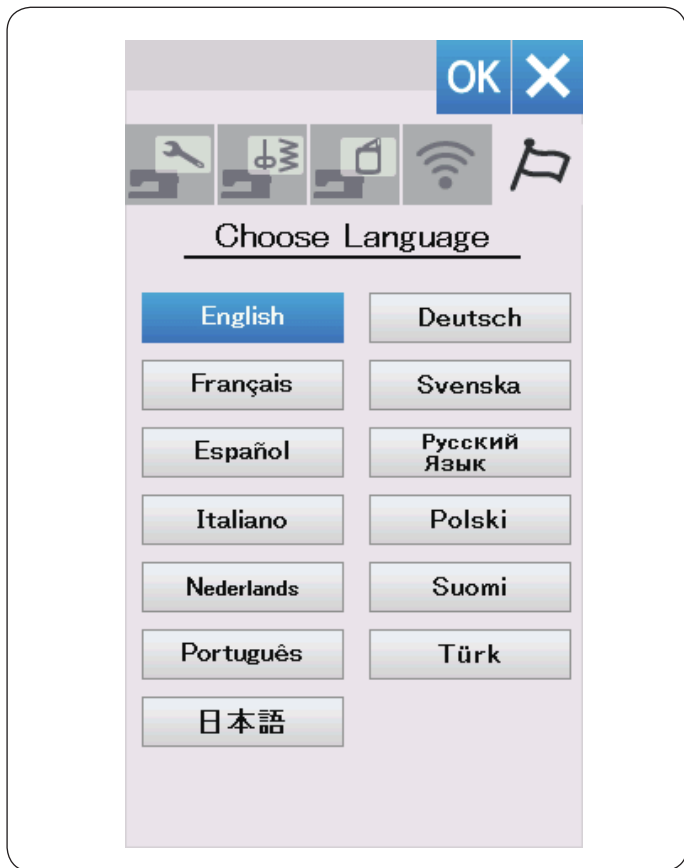 OK
Choose Language
English
Deutsch
Français
Svenska
Español
Русский
Язык
Italiano
Polski
Nederlands
Suomi
Português
Türk
日本語